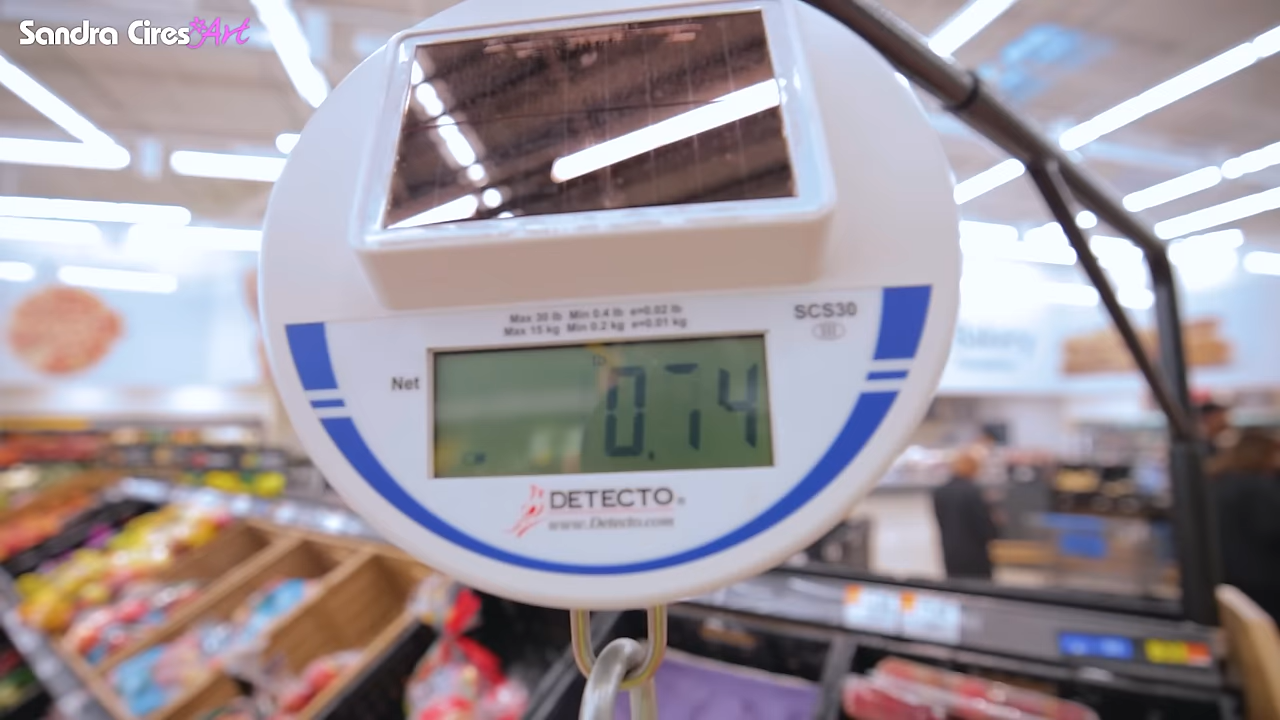 Sandra CiresArt
Max 30 lb Min 0.4 lb e=0.02 lb
Max 15 kg Min 0.2 kg e=0.01 kg
SCS30
Net
lb
0.74
DETECTO®
www.Detecto.com